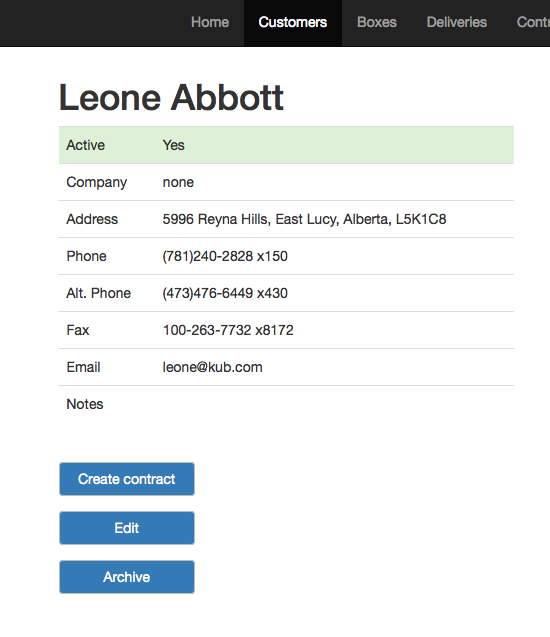 Home Customers Boxes Deliveries
Leone Abbott
Active Yes
Company none
Address 5996 Reyna Hills, East Lucy, Alberta, L5K1C8
Phone (781)240-2828 x150
Alt. Phone (473)476-6449 x430
Fax 100-263-7732 x8172
Email leone@kub.com
Notes
Create contract
Edit
Archive